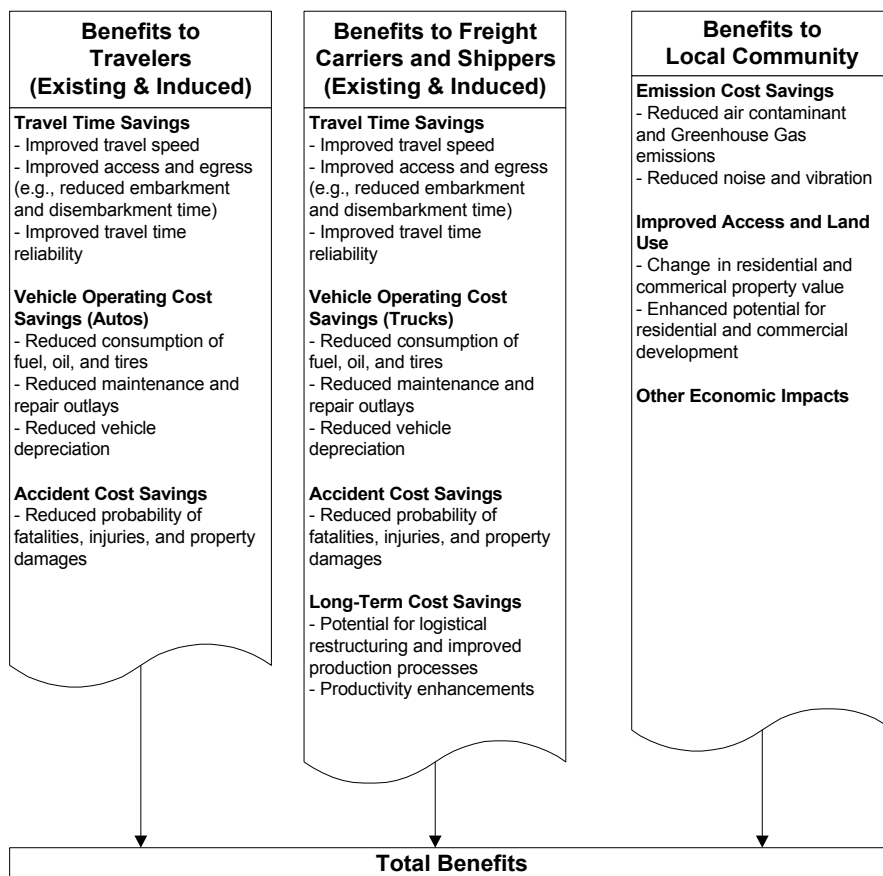 Benefits to
Travelers
(Existing & Induced)
Travel Time Savings
- Improved travel speed
- Improved access and egress
(e.g., reduced embarkment
and disembarkment time)
- Improved travel time
reliability
Vehicle Operating Cost
Savings (Autos)
- Reduced consumption of
fuel, oil, and tires
- Reduced maintenance and
repair outlays
- Reduced vehicle
depreciation
Accident Cost Savings
- Reduced probability of
fatalities, injuries, and property
damages
Benefits to Freight
Carriers and Shippers
(Existing & Induced)
Travel Time Savings
- Improved travel speed
- Improved access and egress
(e.g., reduced embarkment
and disembarkment time)
- Improved travel time
reliability
Vehicle Operating Cost
Savings (Trucks)
- Reduced consumption of
fuel, oil, and tires
- Reduced maintenance and
repair outlays
- Reduced vehicle
depreciation
Accident Cost Savings
- Reduced probability of
fatalities, injuries, and property
damages
Long-Term Cost Savings
- Potential for logistical
restructuring and improved
production processes
- Productivity enhancements
Benefits to
Local Community
Emission Cost Savings
- Reduced air contaminant
and Greenhouse Gas
emissions
- Reduced noise and vibration
Improved Access and Land
Use
- Change in residential and
commerical property value
- Enhanced potential for
residential and commercial
development
Other Economic Impacts
Total Benefits